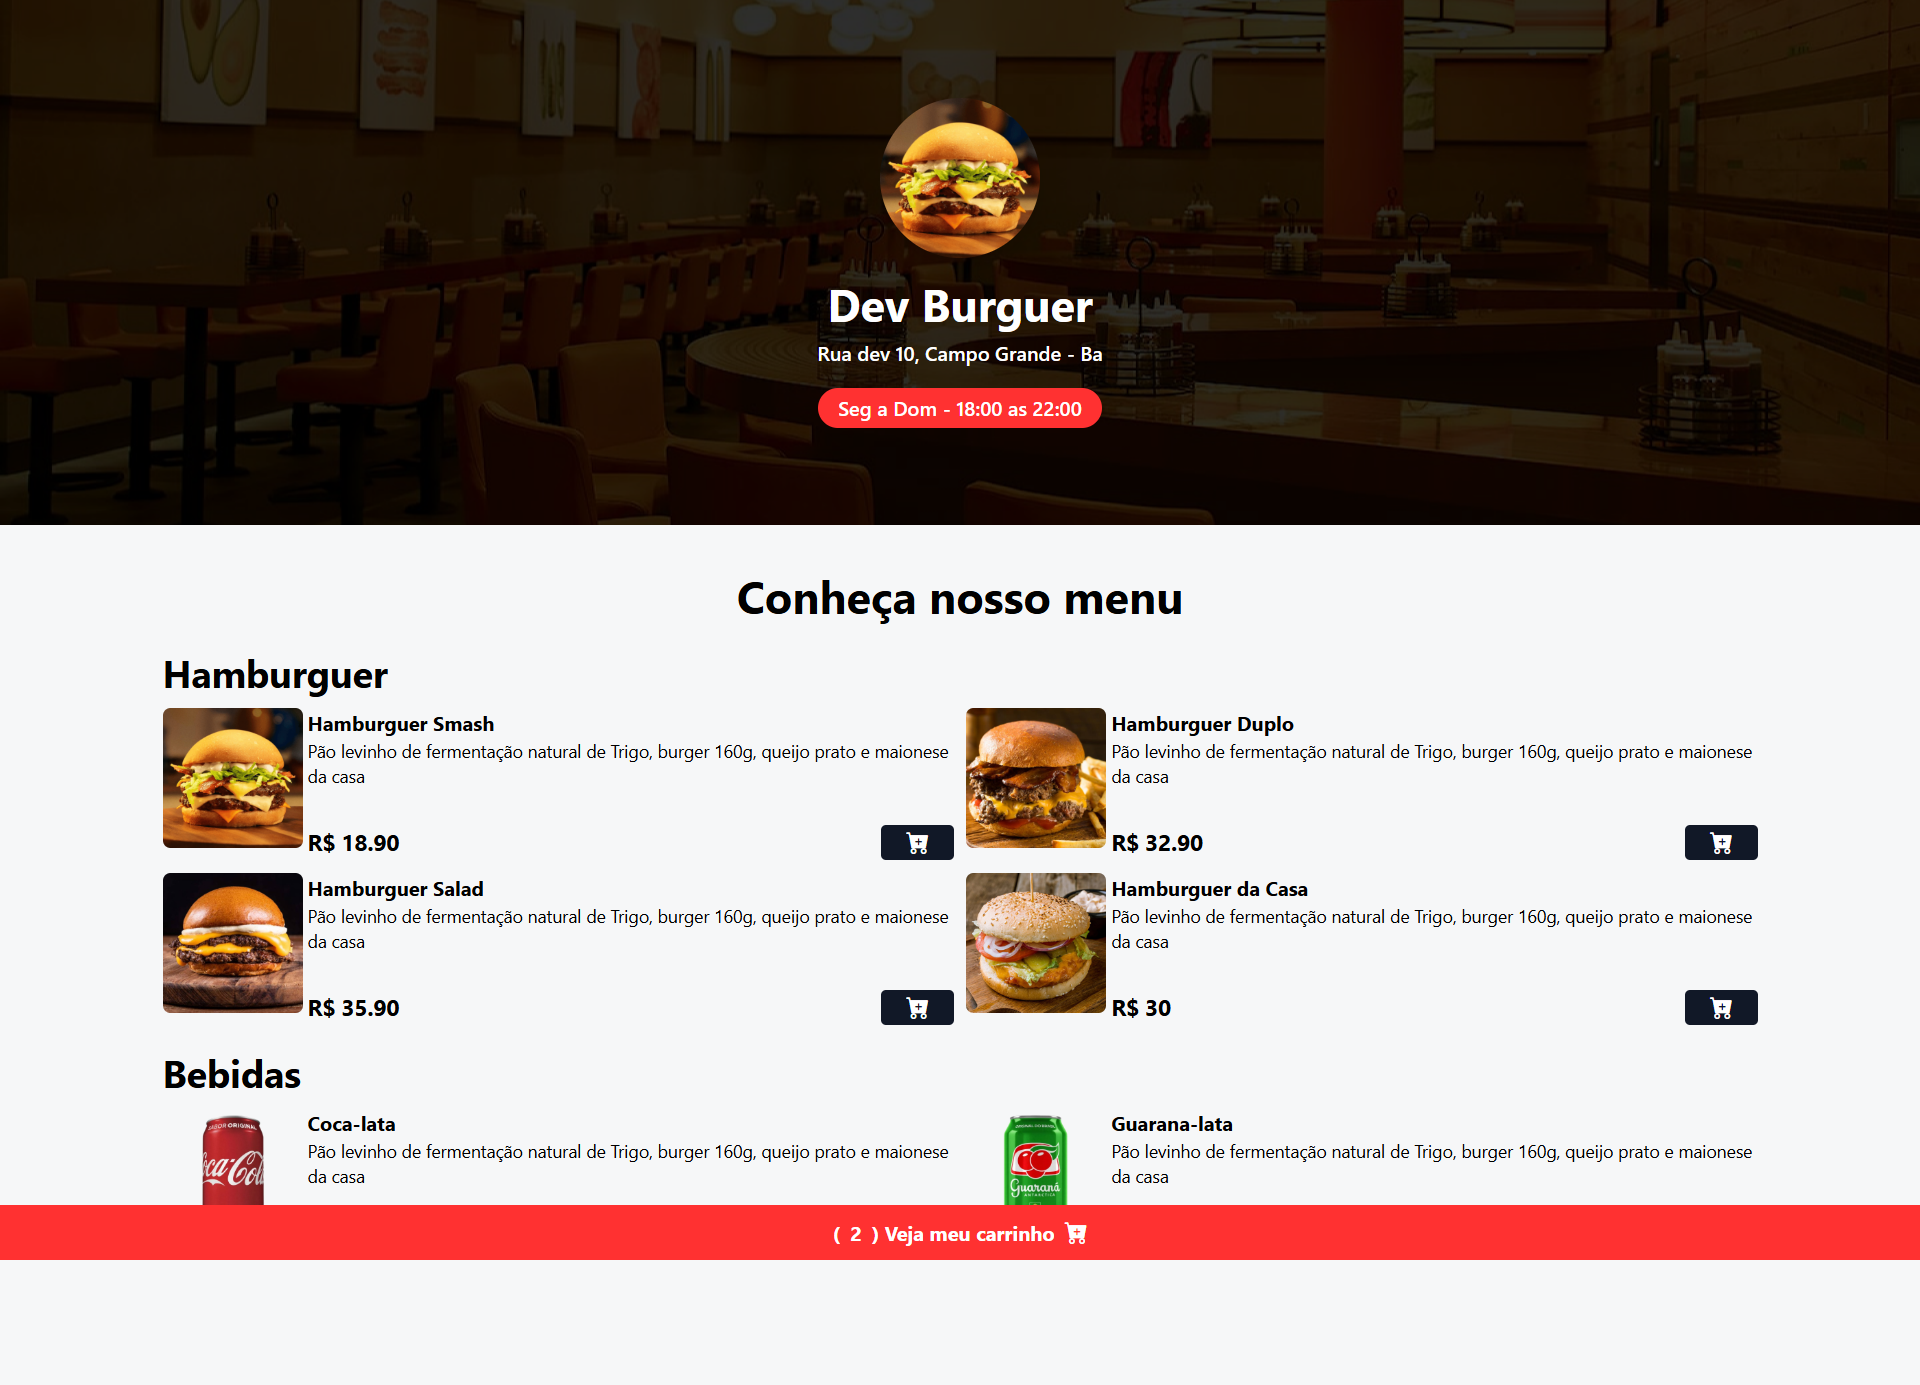 Dev Burguer
Rua dev 10, Campo Grande - Ba
Seg a Dom - 18:00 as 22:00
Conheça nosso menu
Hamburguer
Hamburguer Smash
Pão levinho de fermentação natural de Trigo, burger 160g, queijo prato e maionese
da casa
R$ 18.90
Hamburguer Duplo
Pão levinho de fermentação natural de Trigo, burger 160g, queijo prato e maionese
da casa
R$ 32.90
Hamburguer Salad
Pão levinho de fermentação natural de Trigo, burger 160g, queijo prato e maionese
da casa
R$ 35.90
Hamburguer da Casa
Pão levinho de fermentação natural de Trigo, burger 160g, queijo prato e maionese
da casa
R$ 30
Bebidas
SABOR ORIGINAL
Coca-Cola
Coca-lata
Pão levinho de fermentação natural de Trigo, burger 160g, queijo prato e maionese
da casa
Guaraná
ANTARCTICA
Guarana-lata
Pão levinho de fermentação natural de Trigo, burger 160g, queijo prato e maionese
da casa
( 2 ) Veja meu carrinho